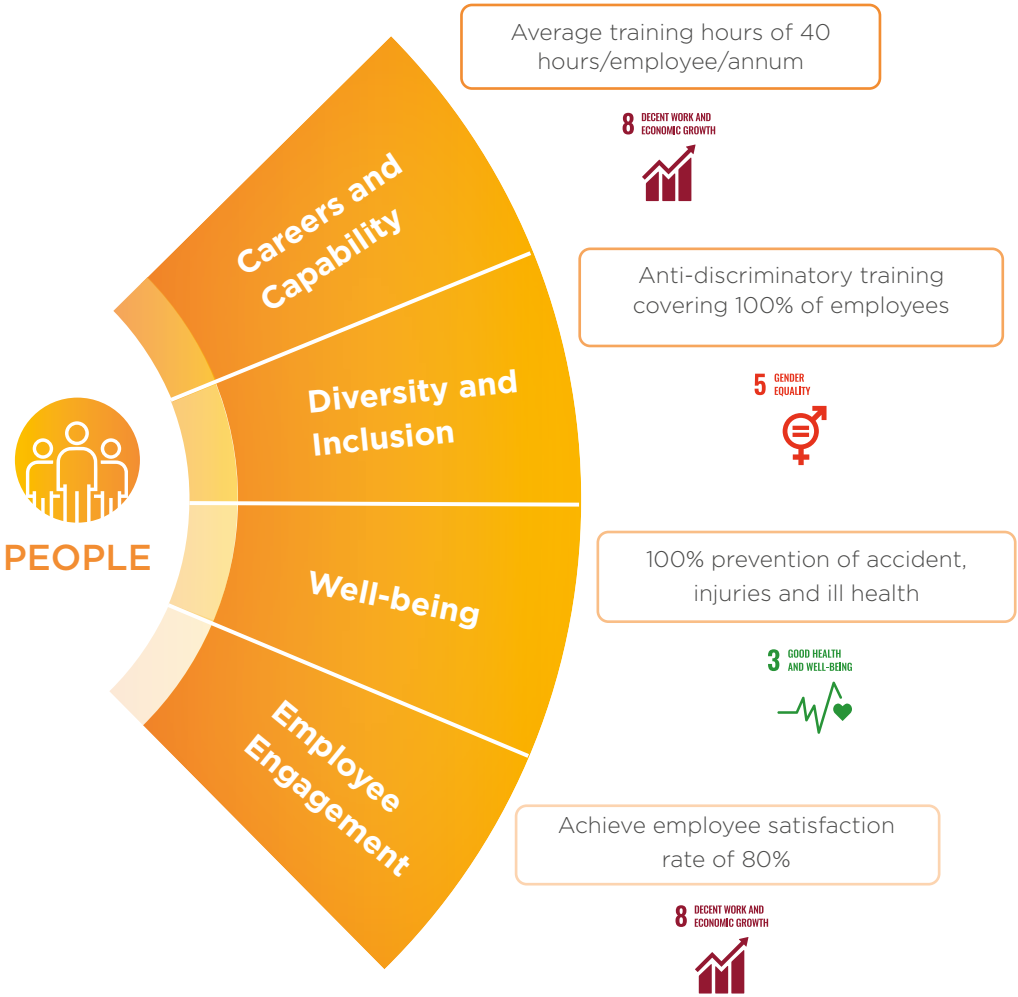 PEOPLE
Careers and
Capability
Average training hours of 40
hours/employee/annum
8 DECENT WORK AND
ECONOMIC GROWTH
Diversity and
Inclusion
Anti-discriminatory training
covering 100% of employees
5 GENDER
EQUALITY
Well-being
100% prevention of accident,
injuries and ill health
3 GOOD HEALTH
AND WELL-BEING
Employee
Engagement
Achieve employee satisfaction
rate of 80%
8 DECENT WORK AND
ECONOMIC GROWTH